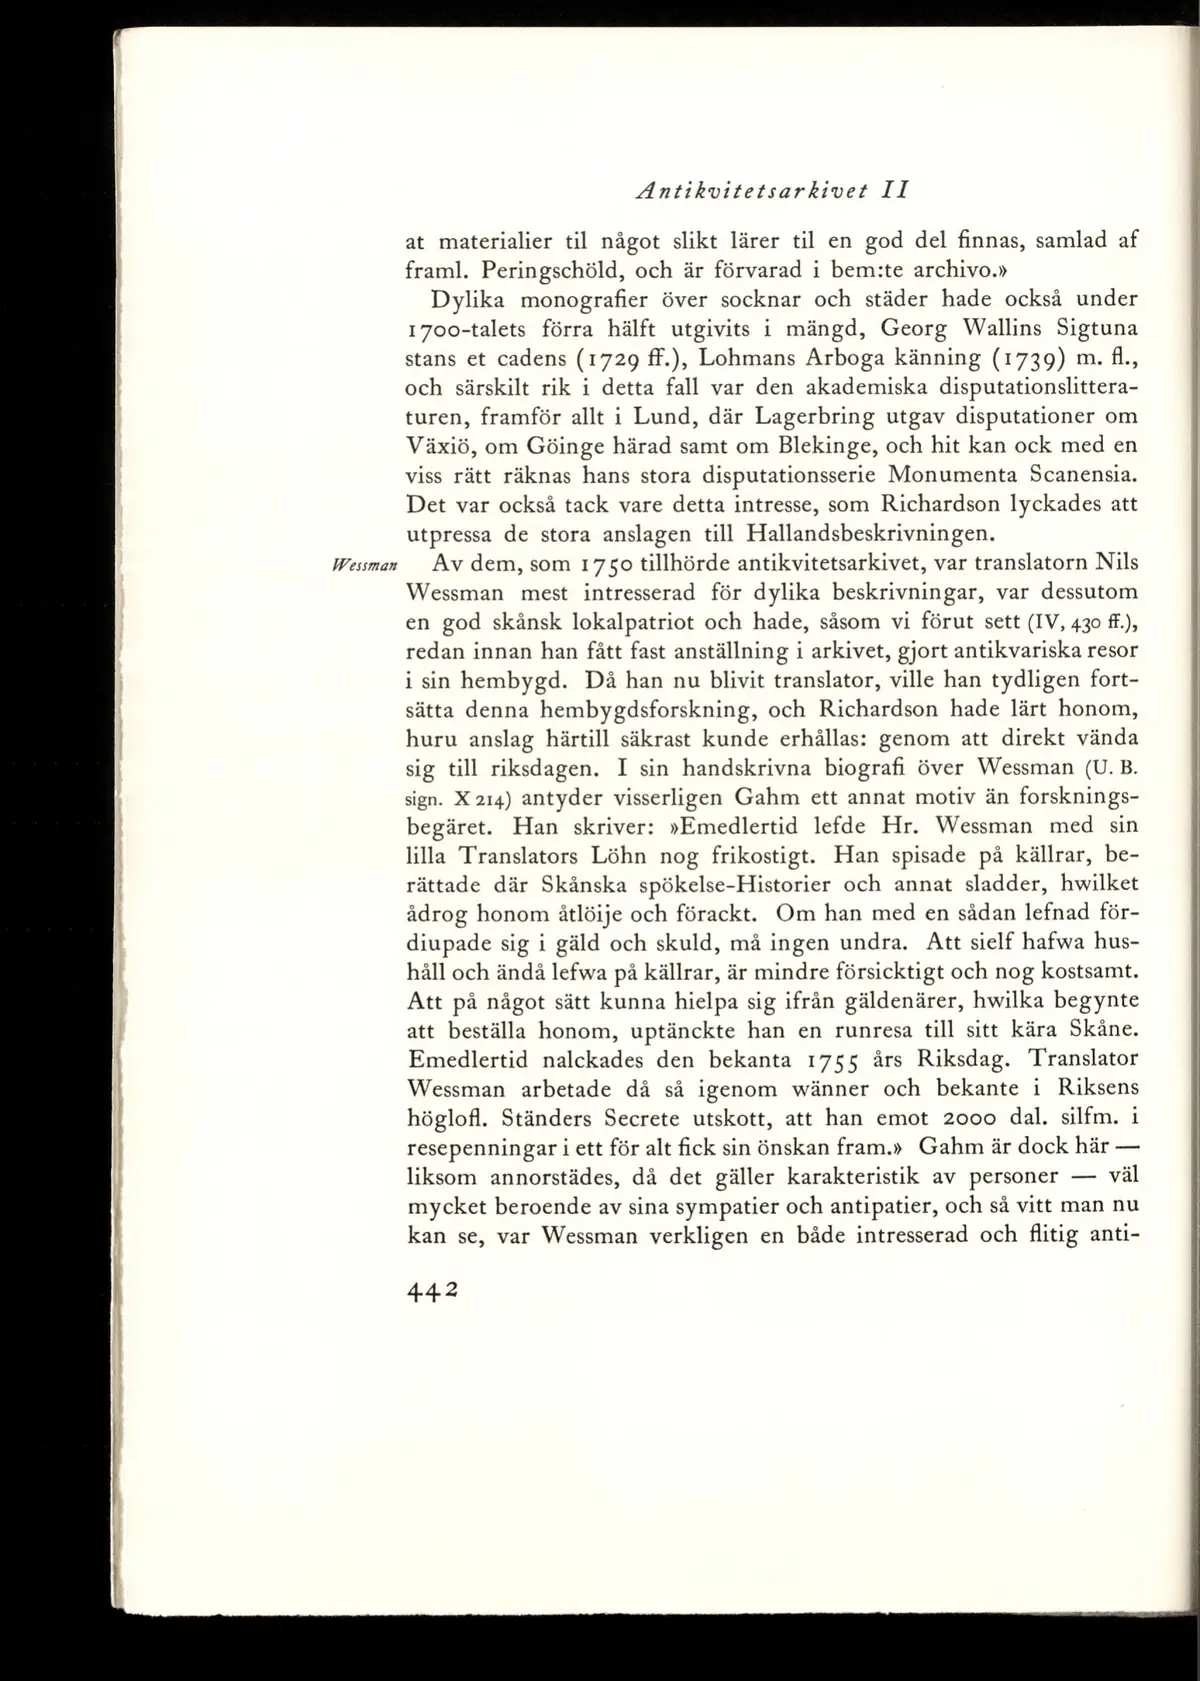 Antikvitetsarkivet II
at materialier til något slikt lärer til en god del finnas, samlad af
framl. Peringschöld, och är förvarad i bem:te archivo.»
Dylika monografier över socknar och städer hade också under
1700-talets förra hälft utgivits i mängd, Georg Wallins Sigtuna
stans et cadens (1729 ff.), Lohmans Arboga känning (1739) m. fl.,
och särskilt rik i detta fall var den akademiska disputationslittera-
turen, framför allt i Lund, där Lagerbring utgav disputationer om
Växiö, om Göinge härad samt om Blekinge, och hit kan ock med en
viss rätt räknas hans stora disputationsserie Monumenta Scanensia.
Det var också tack vare detta intresse, som Richardson lyckades att
utpressa de stora anslagen till Hallandsbeskrivningen.
Wessman Av dem, som 1750 tillhörde antikvitetsarkivet, var translatorn Nils
Wessman mest intresserad för dylika beskrivningar, var dessutom
en god skånsk lokalpatriot och hade, såsom vi förut sett (IV, 430 ff.),
redan innan han fått fast anställning i arkivet, gjort antikvariska resor
i sin hembygd. Då han nu blivit translator, ville han tydligen fort-
sätta denna hembygdsforskning, och Richardson hade lärt honom,
huru anslag härtill säkrast kunde erhållas: genom att direkt vända
sig till riksdagen. I sin handskrivna biografi över Wessman (U. B.
sign. X 214) antyder visserligen Gahm ett annat motiv än forsknings-
begäret. Han skriver: »Emedlertid lefde Hr. Wessman med sin
lilla Translators Löhn nog frikostigt. Han spisade på källrar, be-
rättade där Skånska spökelse-Historier och annat sladder, hwilket
ådrog honom åtlöije och förackt. Om han med en sådan lefnad för-
diupade sig i gäld och skuld, må ingen undra. Att sielf hafwa hus-
håll och ändå lefwa på källrar, är mindre försicktigt och nog kostsamt.
Att på något sätt kunna hielpa sig ifrån gäldenärer, hwilka begynte
att beställa honom, uptänckte han en runresa till sitt kära Skåne.
Emedlertid nalckades den bekanta 1755 års Riksdag. Translator
Wessman arbetade då så igenom wänner och bekante i Riksens
höglofl. Ständers Secrete utskott, att han emot 2000 dal. silfm. i
resepenningar i ett för alt fick sin önskan fram.» Gahm är dock här —
liksom annorstädes, då det gäller karakteristik av personer — väl
mycket beroende av sina sympatier och antipatier, och så vitt man nu
kan se, var Wessman verkligen en både intresserad och flitig anti-
442